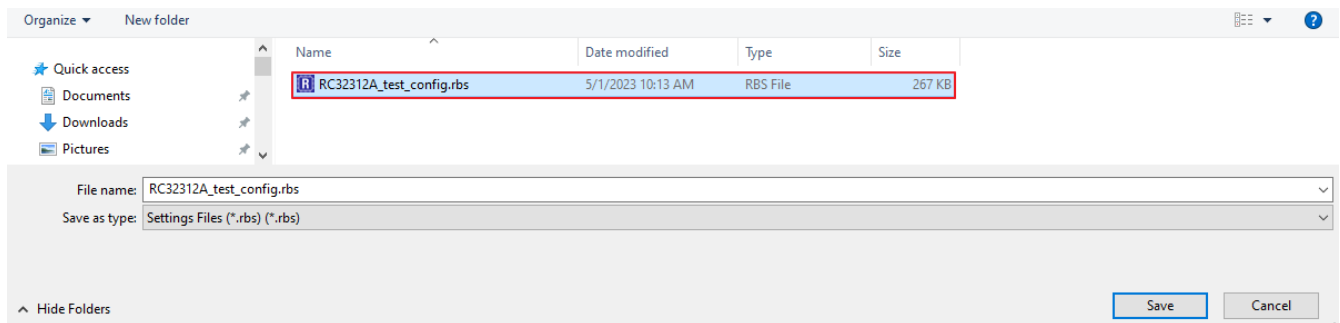 Organize New folder
Name Date modified Type Size
Quick access
RC32312A_test_config.rbs 5/1/2023 10:13 AM RBS File 267 KB
Documents
Downloads
Pictures
File name: RC32312A_test_config.rbs
Save as type: Settings Files (*.rbs) (*.rbs)
Hide Folders Save Cancel